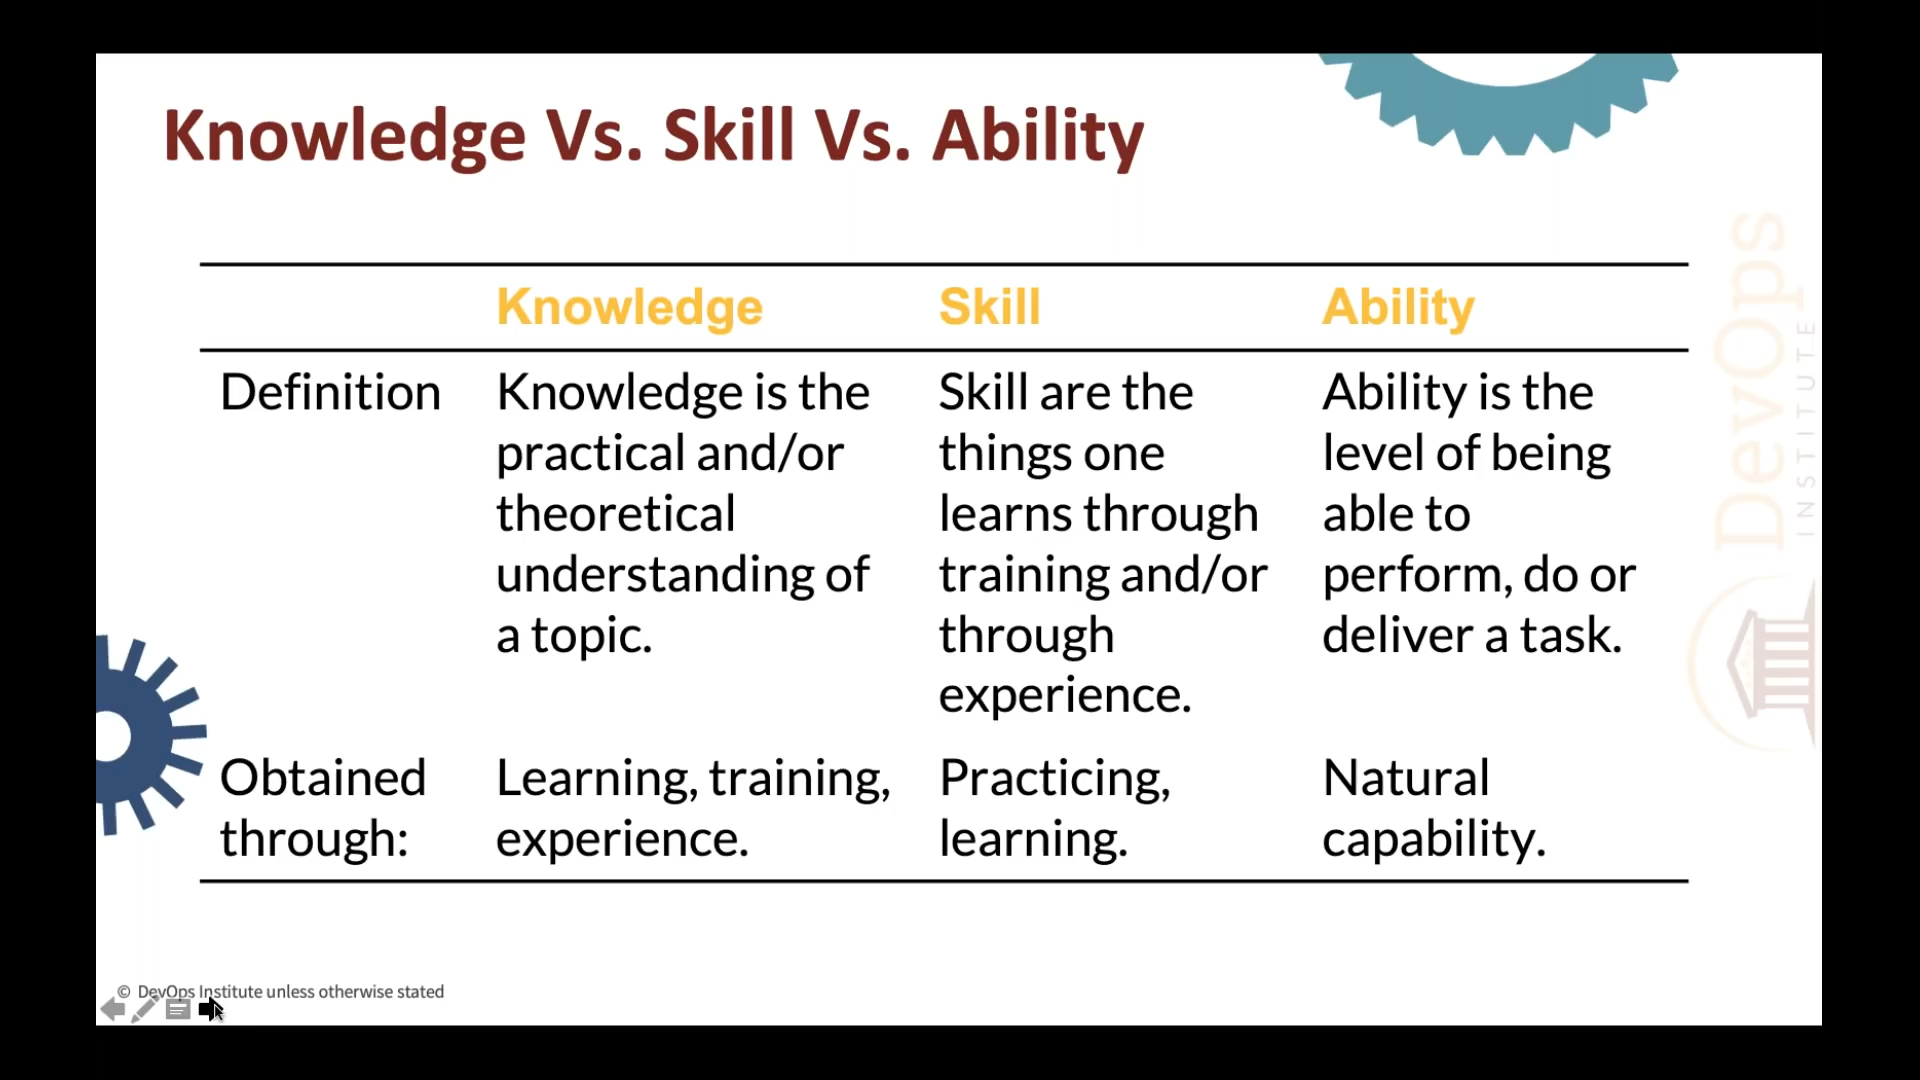 Knowledge Vs. Skill Vs. Ability
Knowledge Skill Ability
Definition
Knowledge is the
practical and/or
theoretical
understanding of
a topic.
Skill are the
things one
learns through
training and/or
through
experience.
Ability is the
level of being
able to
perform, do or
deliver a task.
Obtained
through:
Learning, training,
experience.
Practicing,
learning.
Natural
capability.
DevOps
INSTITUTE
© DevOps Institute unless otherwise stated